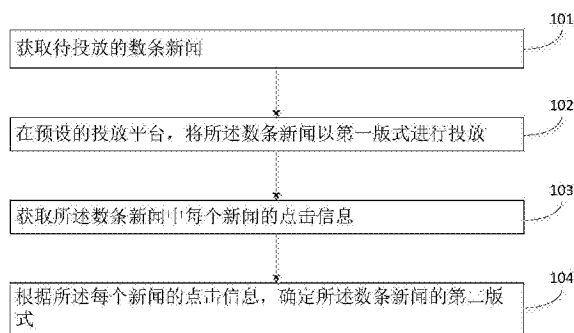 101
获取待投放的数条新闻
102
在预设的投放平台，将所述数条新闻以第一版式进行投放
103
获取所述数条新闻中每个新闻的点击信息
104
根据所述每个新闻的点击信息，确定所述数条新闻的第二版
式